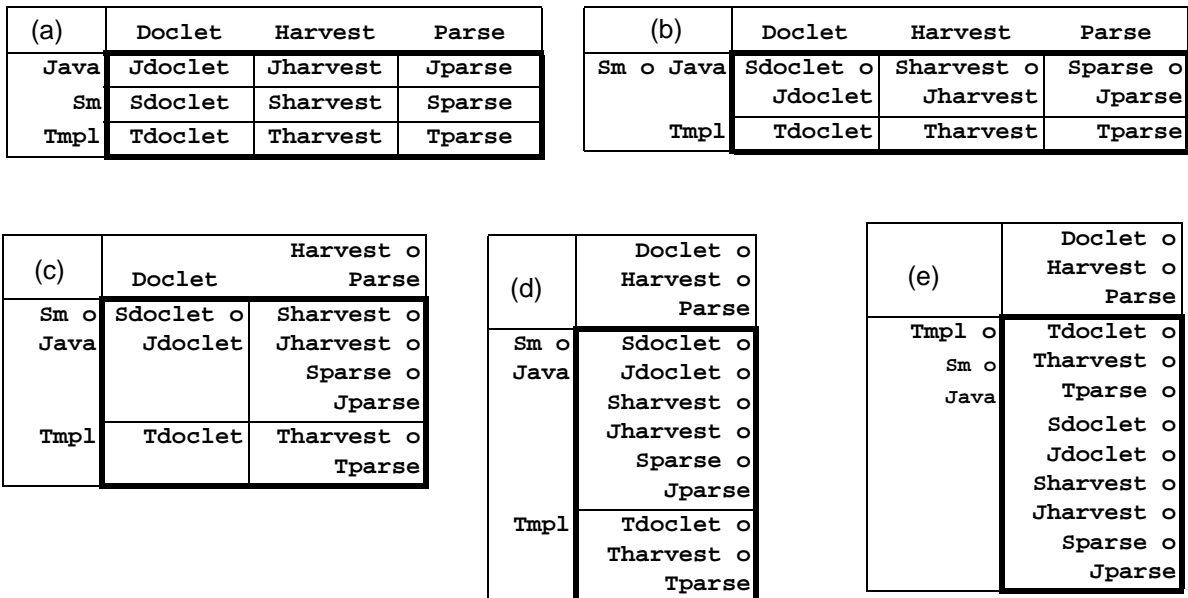 (a) Doclet Harvest Parse
Java Jdoclet Jharvest Jparse
Sm Sdoclet Sharvest Sparse
Tmpl Tdoclet Tharvest Tparse
(b) Doclet Harvest Parse
Sm o Java Sdoclet o Sharvest o Sparse o
Jdoclet Jharvest Jparse
Tmpl Tdoclet Tharvest Tparse
(c) Harvest o
Doclet Parse
Sm o Sdoclet o Sharvest o
Java Jdoclet Jharvest o
Sparse o
Jparse
Tmpl Tdoclet Tharvest o
Tparse
(d) Doclet o
Harvest o
Parse
Sm o Sdoclet o
Java Jdoclet o
Sharvest o
Jharvest o
Sparse o
Jparse
Tmpl Tdoclet o
Tharvest o
Tparse
(e) Doclet o
Harvest o
Parse
Tmpl o Tdoclet o
Sm o Tharvest o
Java Tparse o
Sdoclet o
Jdoclet o
Sharvest o
Jharvest o
Sparse o
Jparse